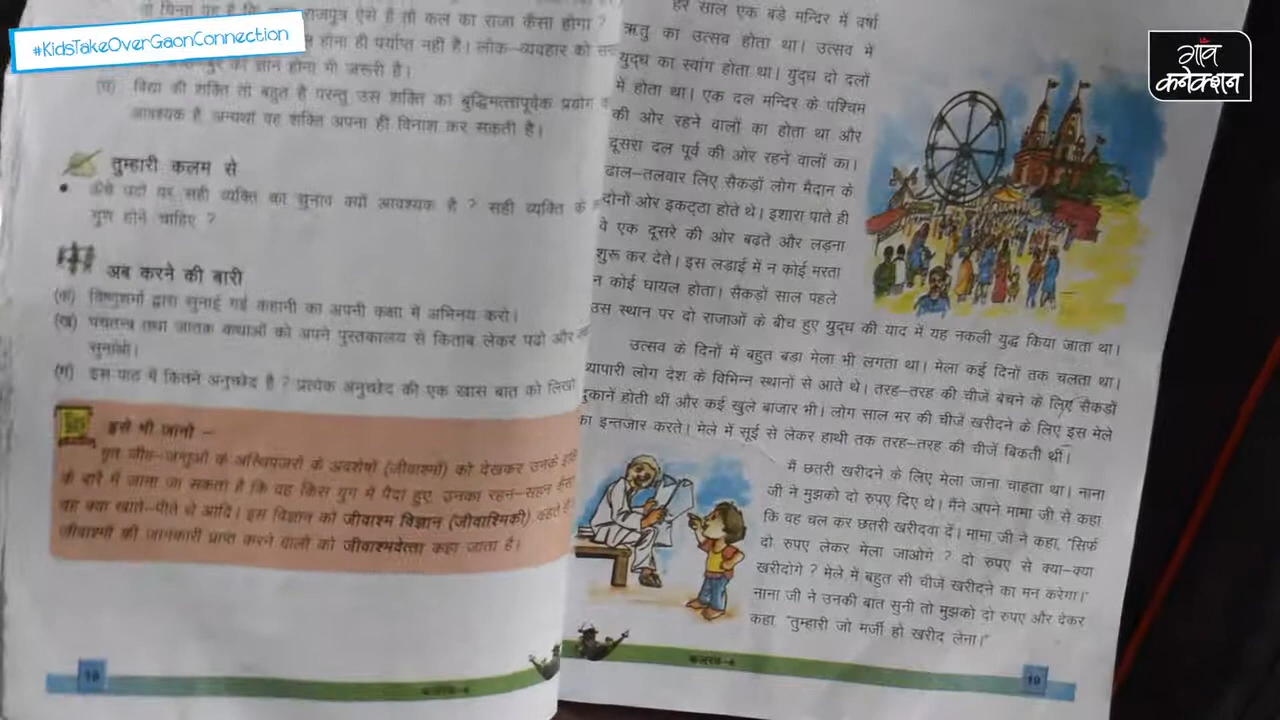 #KidsTakeOverGaonConnection
गाँव
कनेक्शन
राजपुत्र ऐसे हैं तो कल का राजा कैसा होगा ?
होना ही पर्याप्त नहीं है। लोक-व्यवहार को
का ज्ञान होना भी जरूरी है।
(घ) विद्या की शक्ति तो बहुत है परन्तु उस शक्ति का बुद्धिमत्तापूर्वक प्रयोग
आवश्यक है अन्यथा वह शक्ति अपना ही विनाश कर सकती है।
तुम्हारी कलम से
• ऊँचे पदों पर सही व्यक्ति का चुनाव क्यों आवश्यक है ? सही व्यक्ति के
गुण होने चाहिए ?
अब करने की बारी
(क) विष्णुशर्मा द्वारा सुनाई गई कहानी का अपनी कक्षा में अभिनय करो।
(ख) पंचतन्त्र तथा जातक कथाओं को अपने पुस्तकालय से किताब लेकर पढ़ो और
सुनाओ।
(ग) इस पाठ में कितने अनुच्छेद है ? प्रत्येक अनुच्छेद की एक खास बात को लिखो
इसे भी जानो –
मृत जीव-जन्तुओं के अस्थिपंजरों के अवशेषों (जीवाश्मों) को देखकर उनके
के बारे में जाना जा सकता है कि वह किस युग में पैदा हुए, उनका रहन-सहन कैसा
वह क्या खाते-पीते थे आदि। इस विज्ञान को जीवाश्म विज्ञान (जीवाश्मिकी) कहते हैं।
जीवाश्मों की जानकारी प्राप्त करने वालों को जीवाश्मवेत्ता कहा जाता है।
19
कलरव-4
हर साल एक बड़े मन्दिर में वर्षा
ऋतु का उत्सव होता था। उत्सव में
युद्ध का स्वांग होता था। युद्ध दो दलों
में होता था। एक दल मन्दिर के पश्चिम
की ओर रहने वालों का होता था और
दूसरा दल पूर्व की ओर रहने वालों का।
ढाल-तलवार लिए सैकड़ों लोग मैदान के
दोनों ओर इकट्ठा होते थे। इशारा पाते ही
वे एक दूसरे की ओर बढ़ते और लड़ना
शुरू कर देते। इस लड़ाई में न कोई मरता
न कोई घायल होता। सैकड़ों साल पहले
उस स्थान पर दो राजाओं के बीच हुए युद्ध की याद में यह नकली युद्ध किया जाता था।
उत्सव के दिनों में बहुत बड़ा मेला भी लगता था। मेला कई दिनों तक चलता था।
व्यापारी लोग देश के विभिन्न स्थानों से आते थे। तरह-तरह की चीजें बेचने के लिए सैकड़ों
दुकानें होती थीं और कई खुले बाजार भी। लोग साल भर की चीजें खरीदने के लिए इस मेले
का इन्तजार करते। मेले में सूई से लेकर हाथी तक तरह-तरह की चीजें बिकती थीं।
मैं छतरी खरीदने के लिए मेला जाना चाहता था। नाना
जी ने मुझको दो रुपए दिए थे। मैंने अपने मामा जी से कहा
कि वह चल कर छतरी खरीदवा दें। मामा जी ने कहा, "सिर्फ
दो रुपए लेकर मेला जाओगे ? दो रुपए से क्या-क्या
खरीदोगे ? मेले में बहुत सी चीजें खरीदने का मन करेगा।"
नाना जी ने उनकी बात सुनी तो मुझको दो रुपए और देकर
कहा, "तुम्हारी जो मर्जी हो खरीद लेना।"
कलरव-4
19